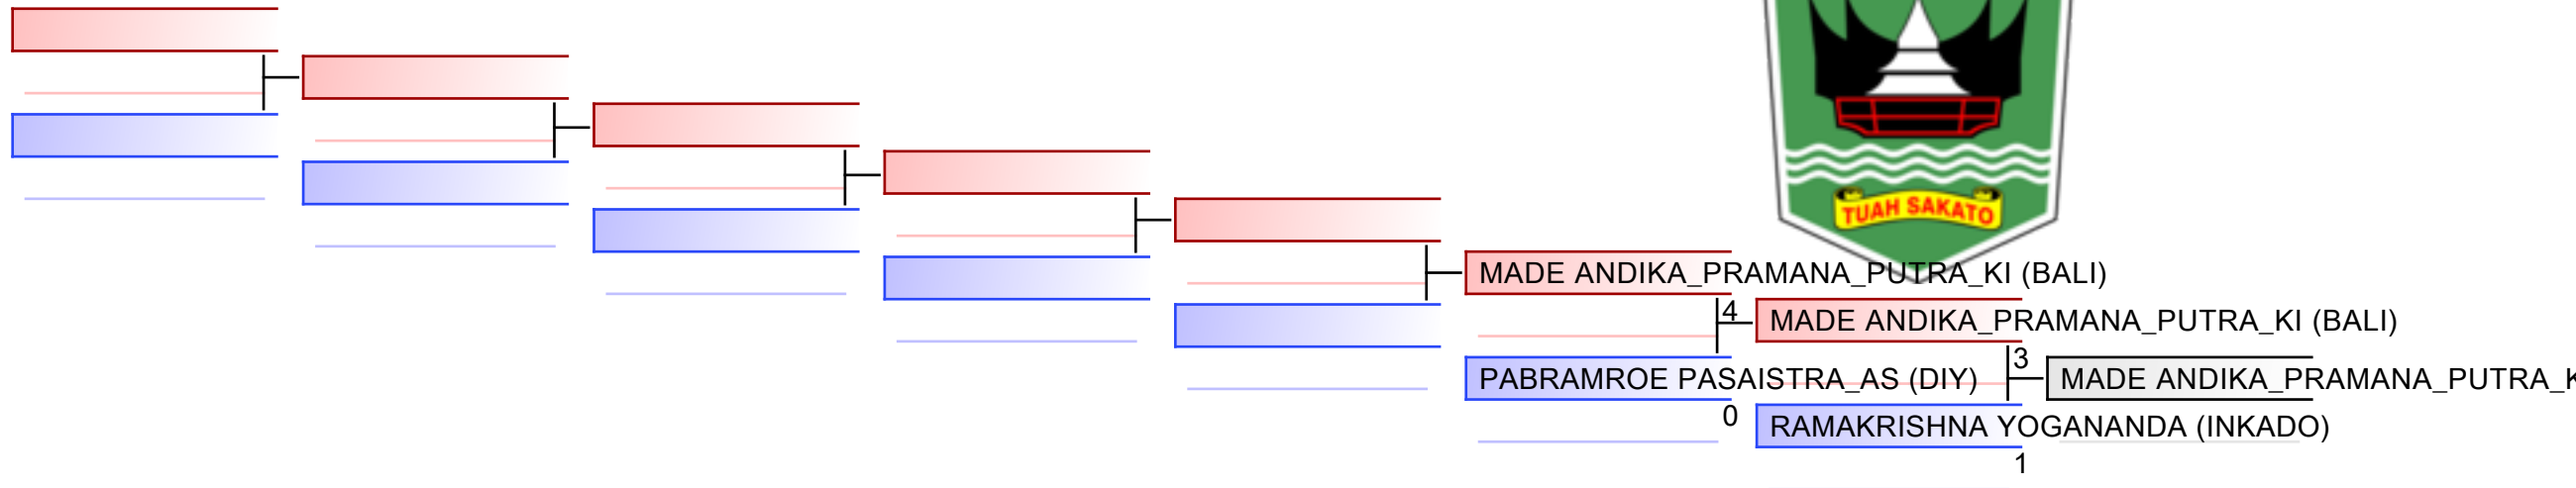 TUAH SAKATO
MADE ANDIKA_PRAMANA_PUTRA_KI (BALI)
4
MADE ANDIKA_PRAMANA_PUTRA_KI (BALI)
3
PABRAMROE PASAISTRA_AS (DIY)
MADE ANDIKA_PRAMANA_PUTRA_K
0
RAMAKRISHNA YOGANANDA (INKADO)
1